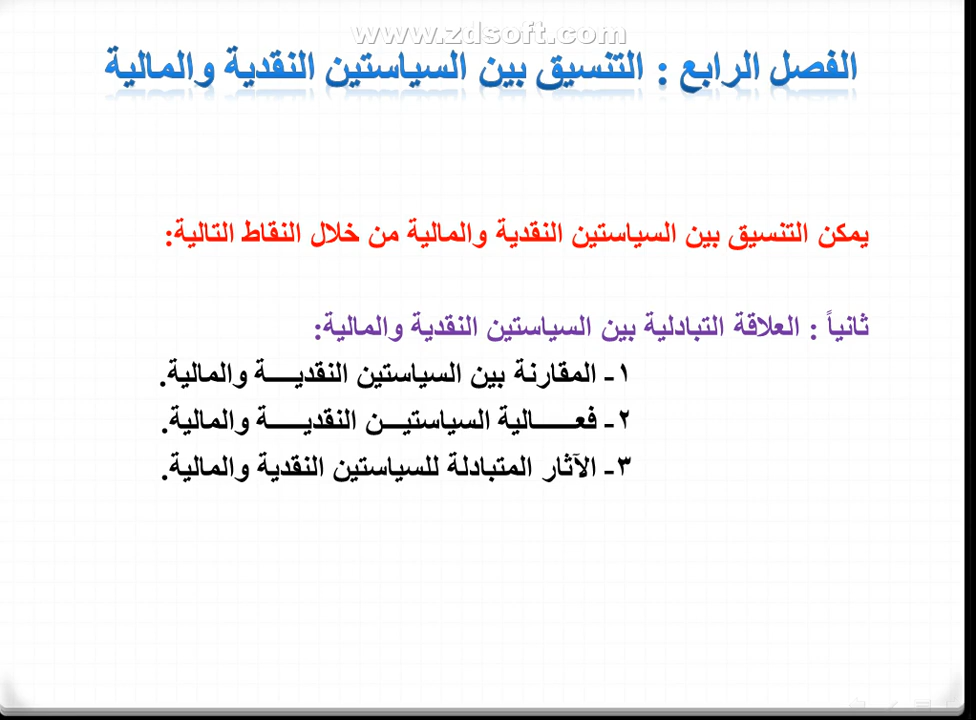 www.zdsoft.com
الفصل الرابع : التنسيق بين السياستين النقدية والمالية
يمكن التنسيق بين السياستين النقدية والمالية من خلال النقاط التالية:
ثانياً : العلاقة التبادلية بين السياستين النقدية والمالية:
١- المقارنة بين السياستين النقديـــة والمالية.
٢- فعـــــالية السياستيـــن النقديـــــة والمالية.
٣- الآثار المتبادلة للسياستين النقدية والمالية.